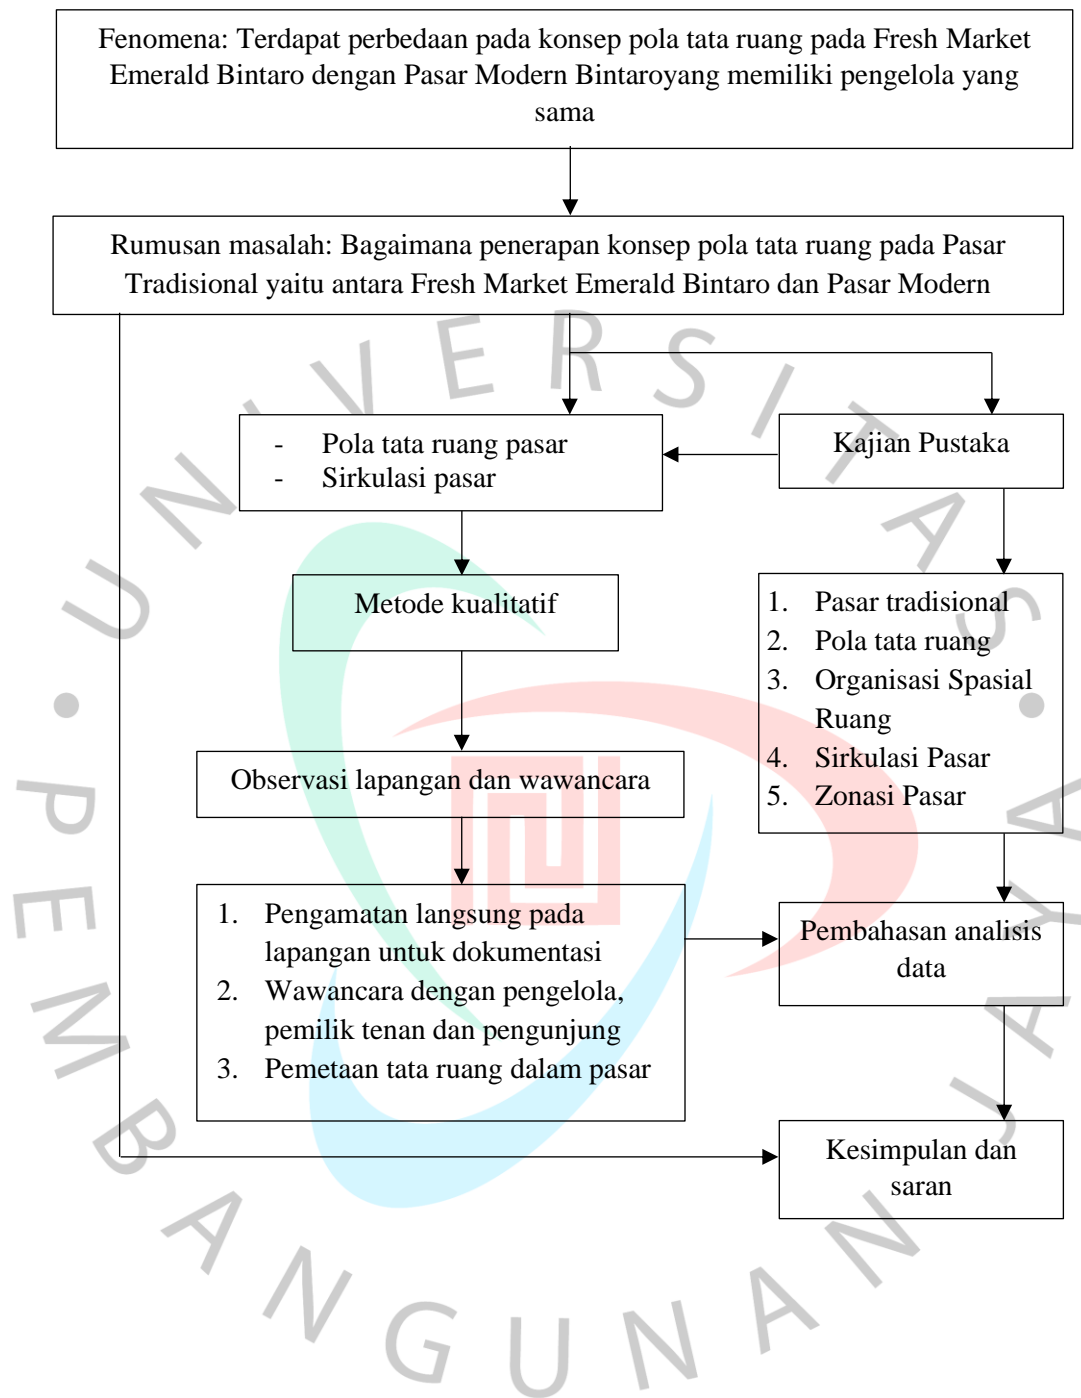 Fenomena: Terdapat perbedaan pada konsep pola tata ruang pada Fresh Market
Emerald Bintaro dengan Pasar Modern Bintaroyang memiliki pengelola yang
sama
Rumusan masalah: Bagaimana penerapan konsep pola tata ruang pada Pasar
Tradisional yaitu antara Fresh Market Emerald Bintaro dan Pasar Modern
- Pola tata ruang pasar
- Sirkulasi pasar
Kajian Pustaka
Metode kualitatif
1. Pasar tradisional
2. Pola tata ruang
3. Organisasi Spasial
Ruang
4. Sirkulasi Pasar
5. Zonasi Pasar
Observasi lapangan dan wawancara
1. Pengamatan langsung pada
lapangan untuk dokumentasi
2. Wawancara dengan pengelola,
pemilik tenan dan pengunjung
3. Pemetaan tata ruang dalam pasar
Pembahasan analisis
data
Kesimpulan dan
saran
UNIVERSITAS
PEMBANGUNAN JAYA